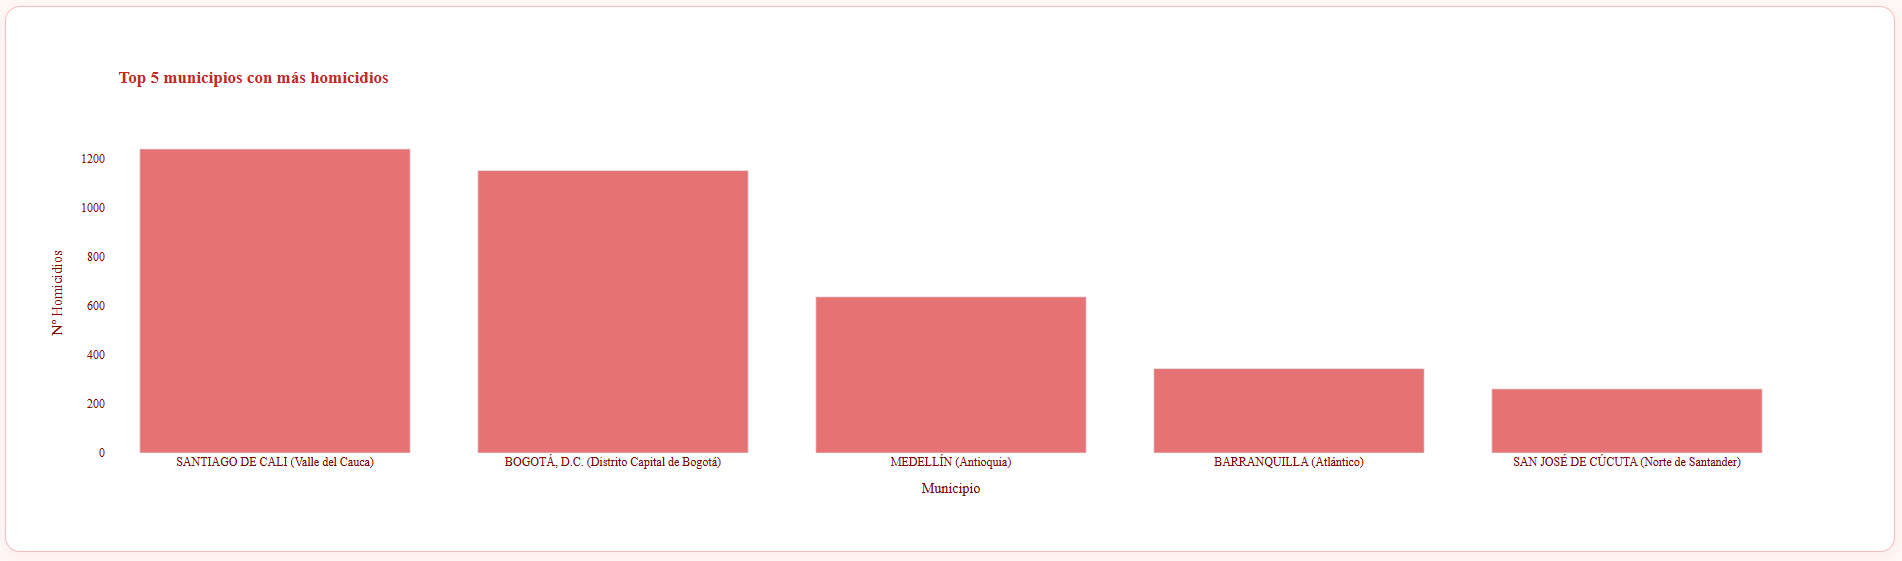 Top 5 municipios con más homicidios
Nº Homicidios
1200
1000
800
600
400
200
0
SANTIAGO DE CALI (Valle del Cauca)
BOGOTÁ, D.C. (Distrito Capital de Bogotá)
MEDELLÍN (Antioquia)
BARRANQUILLA (Atlántico)
SAN JOSÉ DE CÚCUTA (Norte de Santander)
Municipio